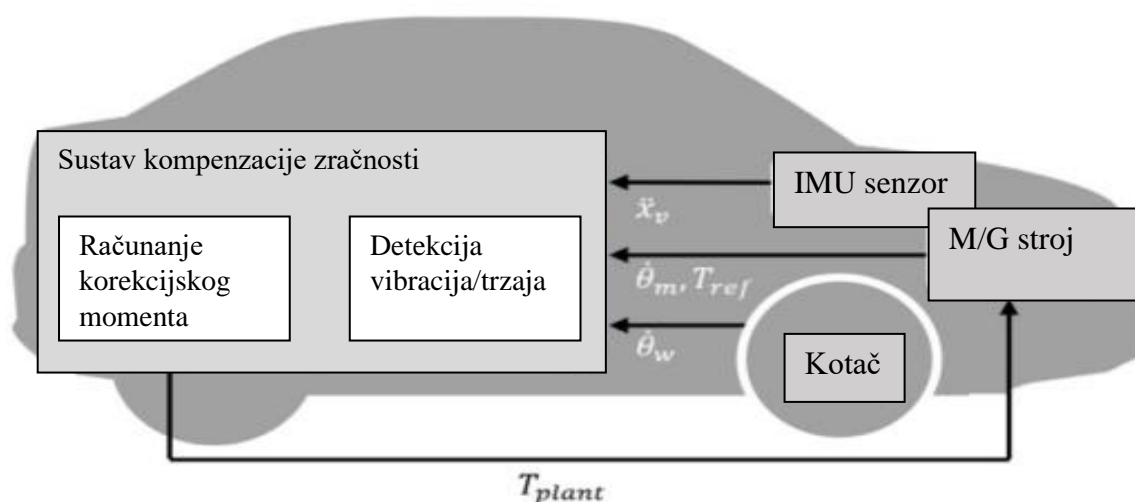 Sustav kompenzacije zračnosti
Računanje
korekcijskog
momenta
Detekcija
vibracija/trzaja
IMU senzor
ẍ_v
M/G stroj
θ̇_m, T_ref
θ̇_w
Kotač
T_plant